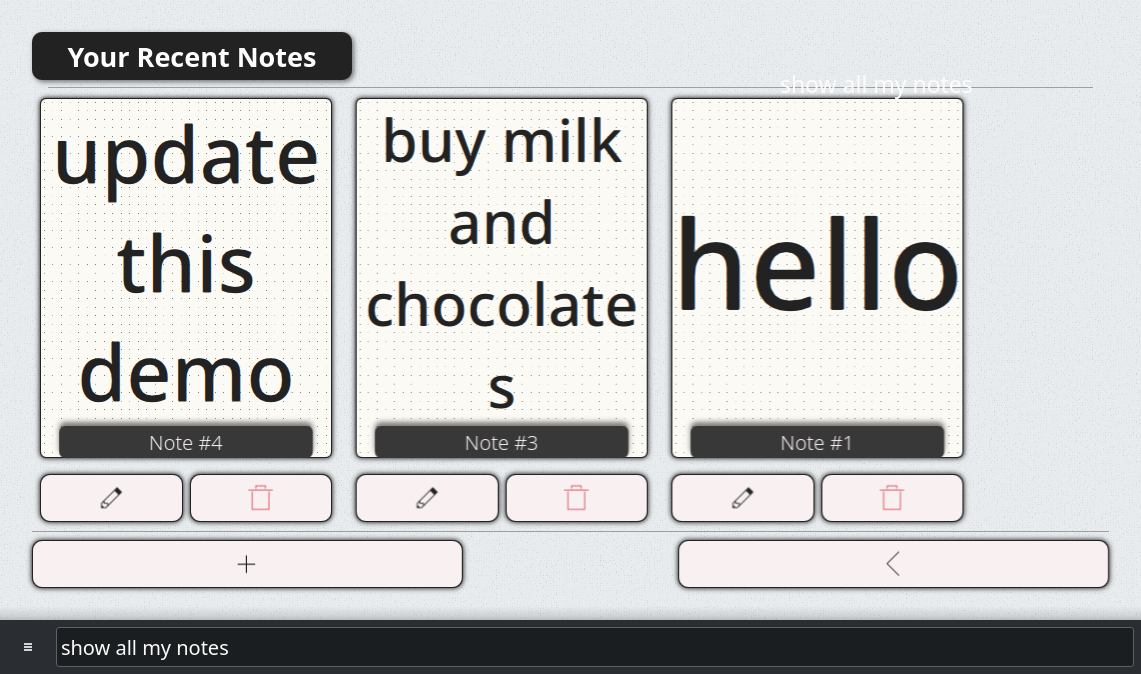 Your Recent Notes
show all my notes
update
this
demo
Note #4
buy milk
and
chocolate
s
Note #3
hello
Note #1
show all my notes